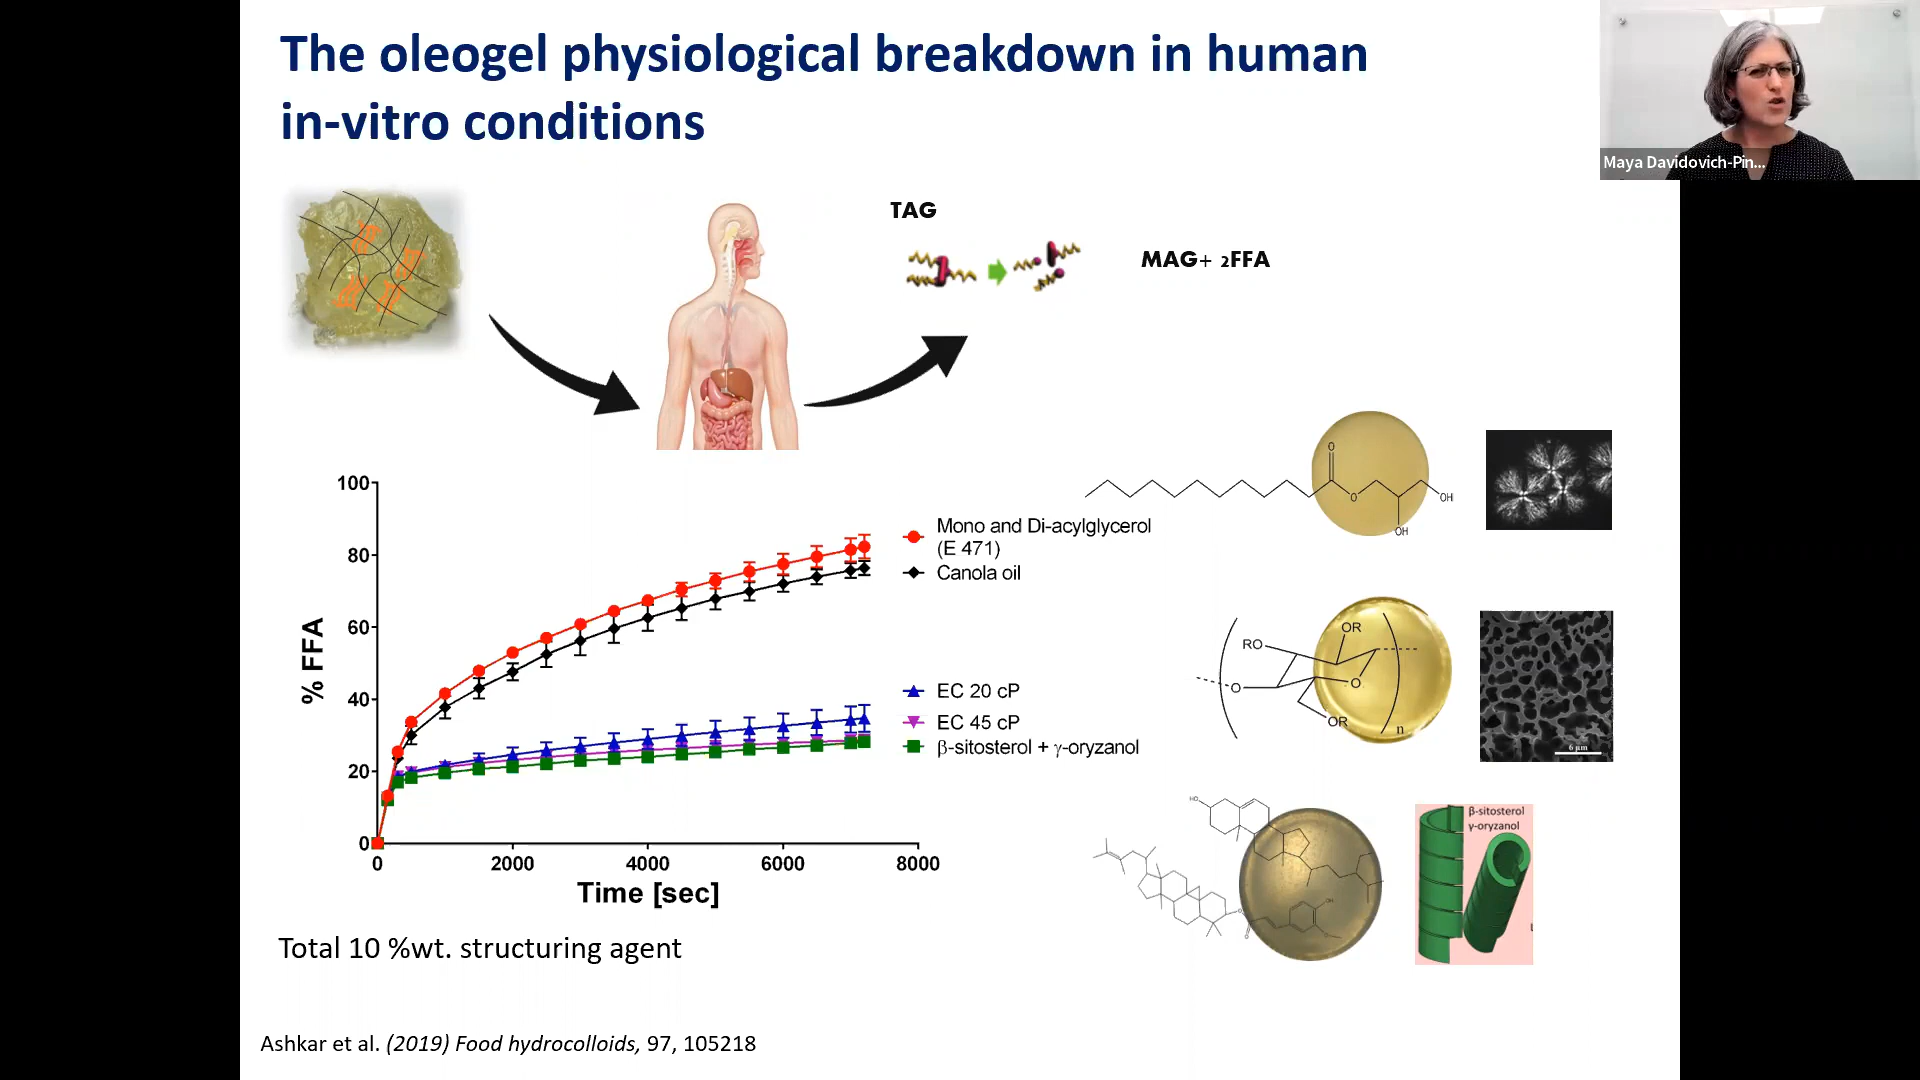 The oleogel physiological breakdown in human
in-vitro conditions
Maya Davidovich-Pin...
TAG
MAG+ 2FFA
O
O
OH
OH
100
80
60
40
20
0
% FFA
0 2000 4000 6000 8000
Time [sec]
Mono and Di-acylglycerol
(E 471)
Canola oil
EC 20 cP
EC 45 cP
β-sitosterol + γ-oryzanol
OR
RO
O
O
OR
n
6 µm
HO
O
O
OH
O
β-sitosterol
γ-oryzanol
Total 10 %wt. structuring agent
Ashkar et al. (2019) Food hydrocolloids, 97, 105218